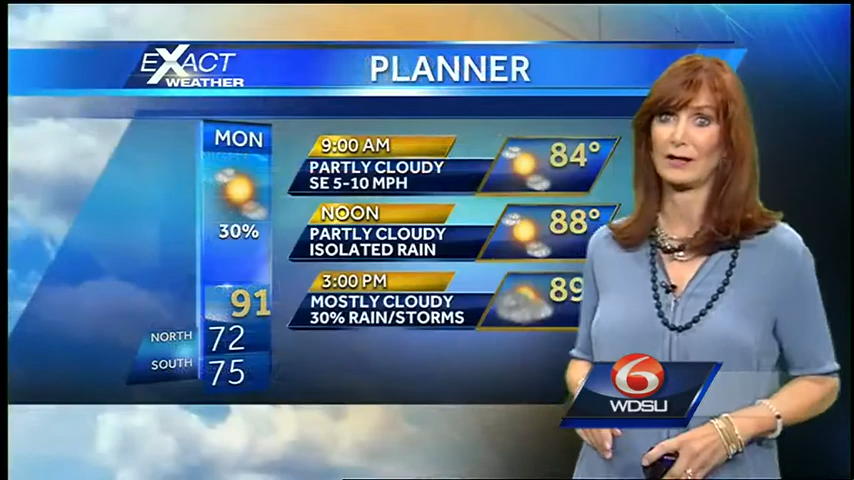 EXACT
WEATHER
PLANNER
MON
30%
91
NORTH 72
SOUTH 75
9:00 AM
PARTLY CLOUDY
SE 5-10 MPH
84°
NOON
PARTLY CLOUDY
ISOLATED RAIN
88°
3:00 PM
MOSTLY CLOUDY
30% RAIN/STORMS
89
6
WDSU